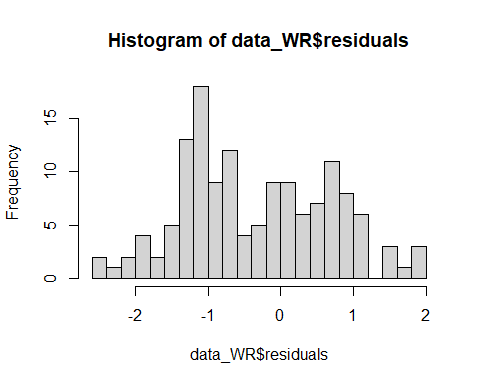 Histogram of data_WR$residuals
Frequency
15
10
5
0
-2 -1 0 1 2
data_WR$residuals